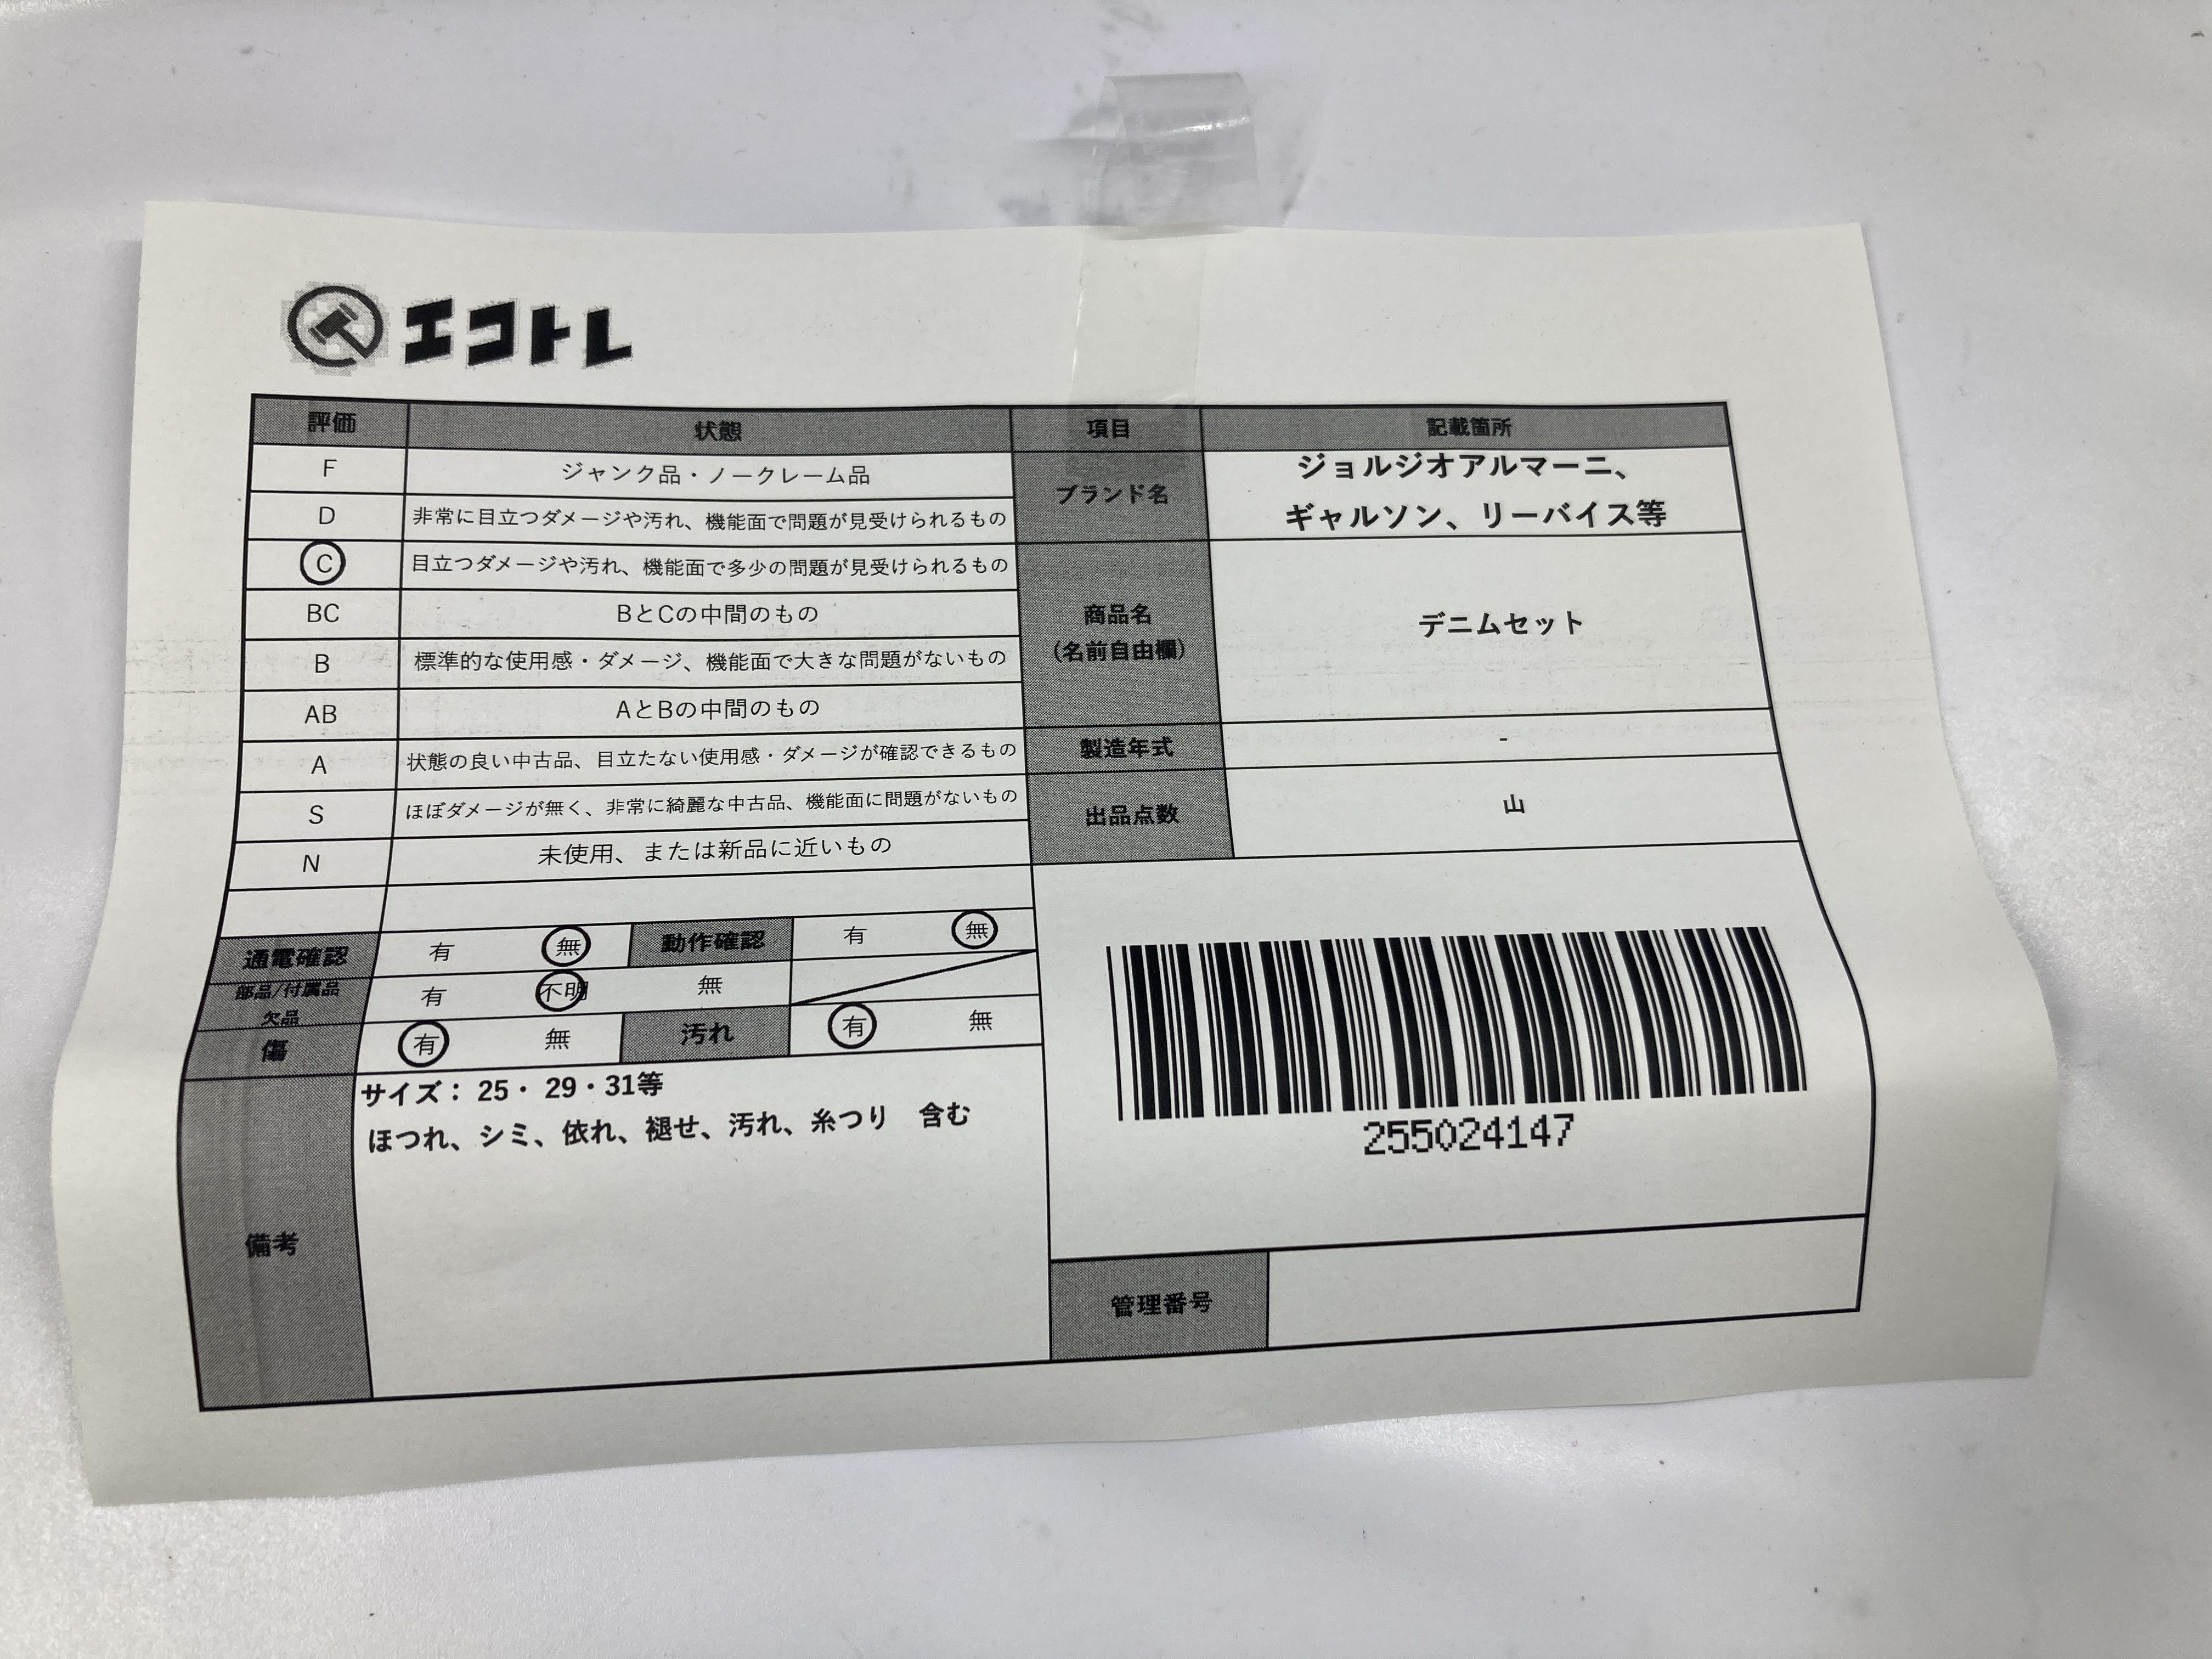 エコトレ
評価 状態 項目 記載箇所
F ジャンク品・ノークレーム品
D 非常に目立つダメージや汚れ、機能面で問題が見受けられるもの
C 目立つダメージや汚れ、機能面で多少の問題が見受けられるもの
BC BとCの中間のもの
B 標準的な使用感・ダメージ、機能面で大きな問題がないもの
AB AとBの中間のもの
A 状態の良い中古品、目立たない使用感・ダメージが確認できるもの
S ほぼダメージが無く、非常に綺麗な中古品、機能面に問題がないもの
N 未使用、または新品に近いもの
ブランド名
ジョルジオアルマーニ、
ギャルソン、リーバイス等
商品名
(名前自由欄)
デニムセット
製造年式 -
出品点数 山
通電確認 有 無 動作確認 有 無
部品/付属品
欠品
有 不明 無
傷 有 無 汚れ 有 無
備考
サイズ： 25・ 29・31等
ほつれ、シミ、依れ、褪せ、汚れ、糸つり 含む
255024147
管理番号